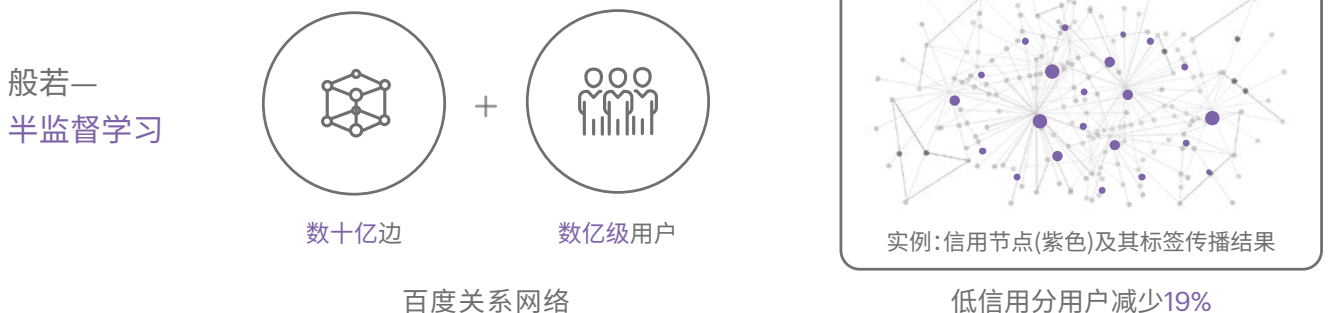 般若—
半监督学习
+
数十亿边
数亿级用户
百度关系网络
实例:信用节点(紫色)及其标签传播结果
低信用分用户减少19%